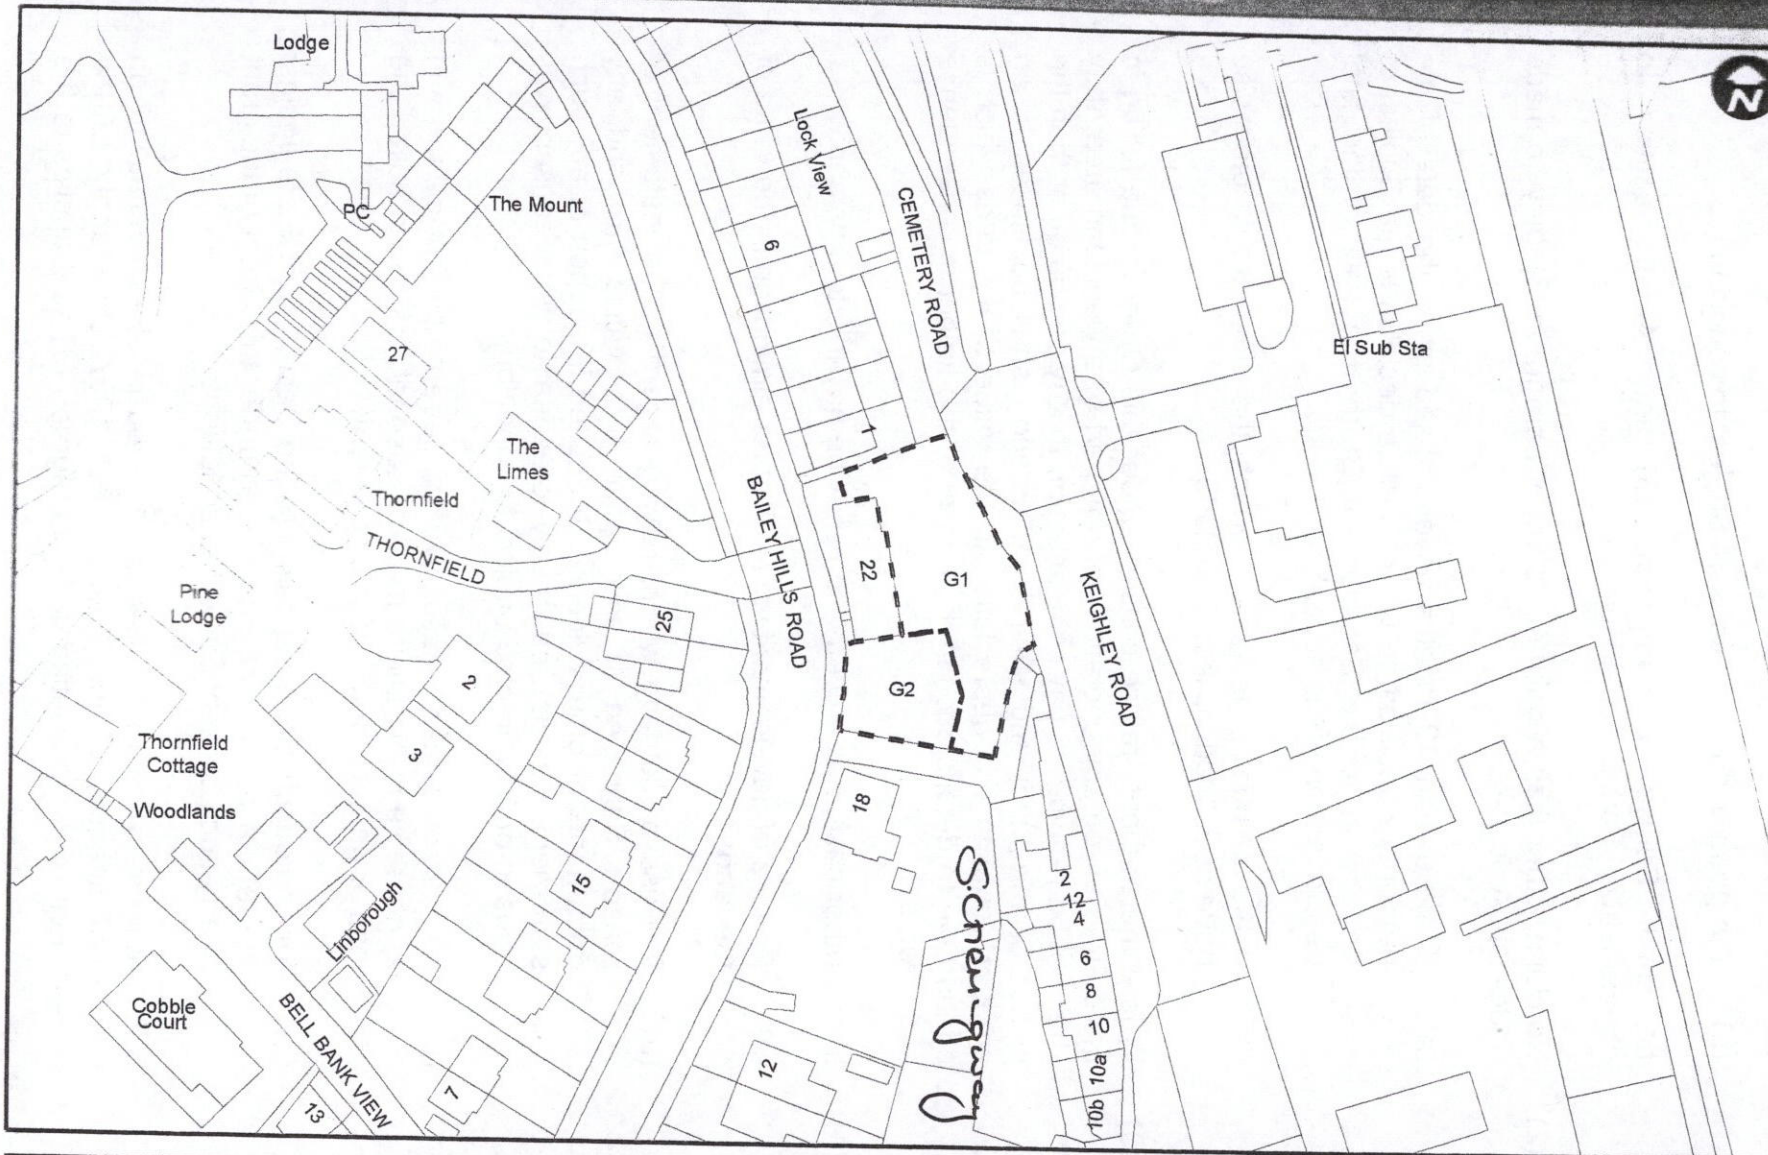 Lodge
N
Lock View
PC
The Mount
CEMETERY ROAD
6
27
El Sub Sta
1
The
Limes
Thornfield
BAILEY HILLS ROAD
THORNFIELD
22
G1
KEIGHLEY ROAD
Pine
Lodge
25
2
G2
3
Thornfield
Cottage
Woodlands
18
15
2
12
4
Linborough
6
8
Cobble
Court
10
BELL BANK VIEW
12
10a
7
13
10b